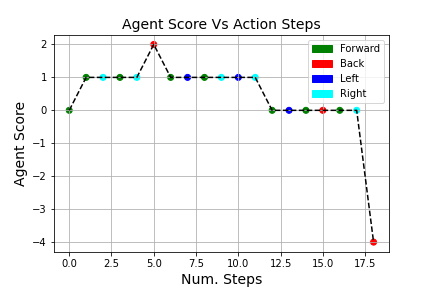 Agent Score Vs Action Steps
2
1
0
−1
−2
−3
−4
Agent Score
Forward
Back
Left
Right
0.0 2.5 5.0 7.5 10.0 12.5 15.0 17.5
Num. Steps